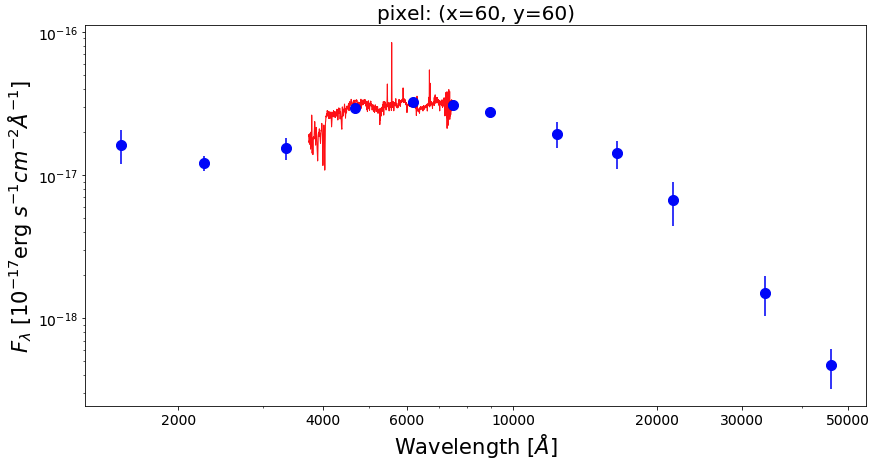 pixel: (x=60, y=60)
10⁻¹⁶
10⁻¹⁷
10⁻¹⁸
F_λ [10⁻¹⁷erg s⁻¹cm⁻²Å⁻¹]
2000 4000 6000 10000 20000 30000 50000
Wavelength [Å]